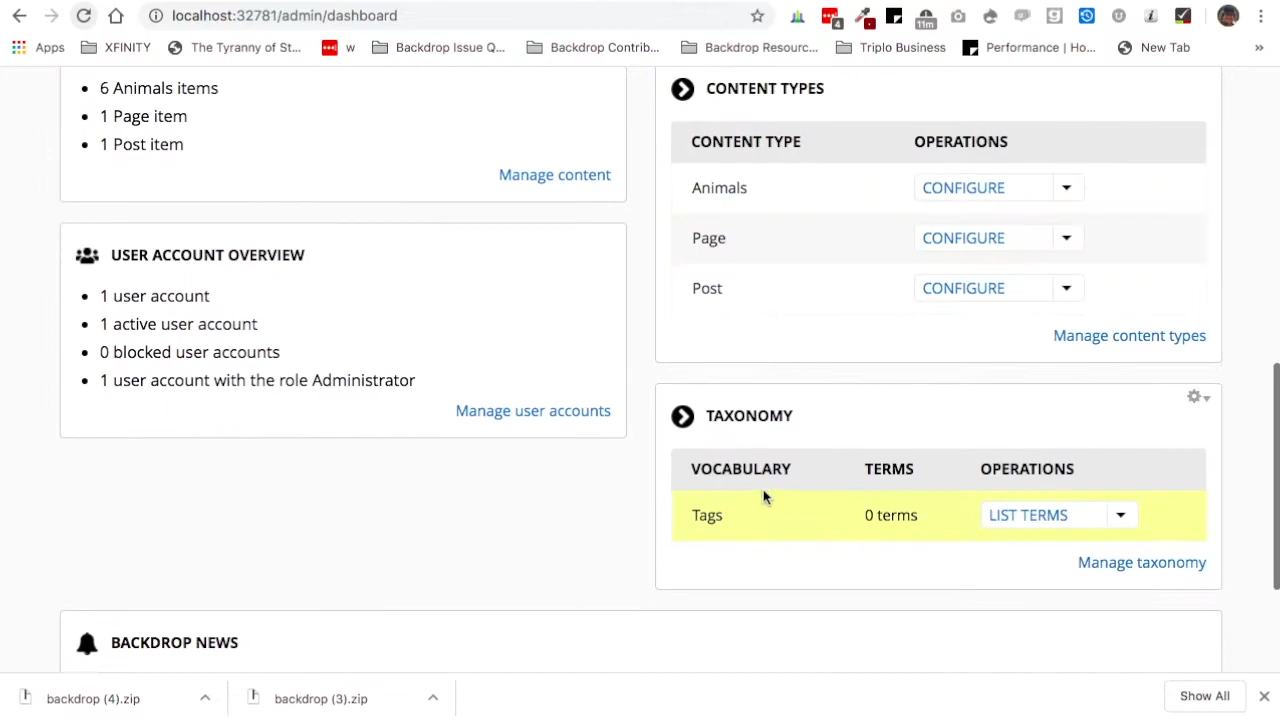 localhost:32781/admin/dashboard
4
11m
Apps
XFINITY
The Tyranny of St...
w
Backdrop Issue Q...
Backdrop Contrib...
Backdrop Resourc...
Triplo Business
Performance | Ho...
New Tab
»
6 Animals items
1 Page item
1 Post item
Manage content
USER ACCOUNT OVERVIEW
1 user account
1 active user account
0 blocked user accounts
1 user account with the role Administrator
Manage user accounts
CONTENT TYPES
CONTENT TYPE OPERATIONS
Animals CONFIGURE
Page CONFIGURE
Post CONFIGURE
Manage content types
TAXONOMY
VOCABULARY TERMS OPERATIONS
Tags 0 terms LIST TERMS
Manage taxonomy
BACKDROP NEWS
backdrop (4).zip
backdrop (3).zip
Show All